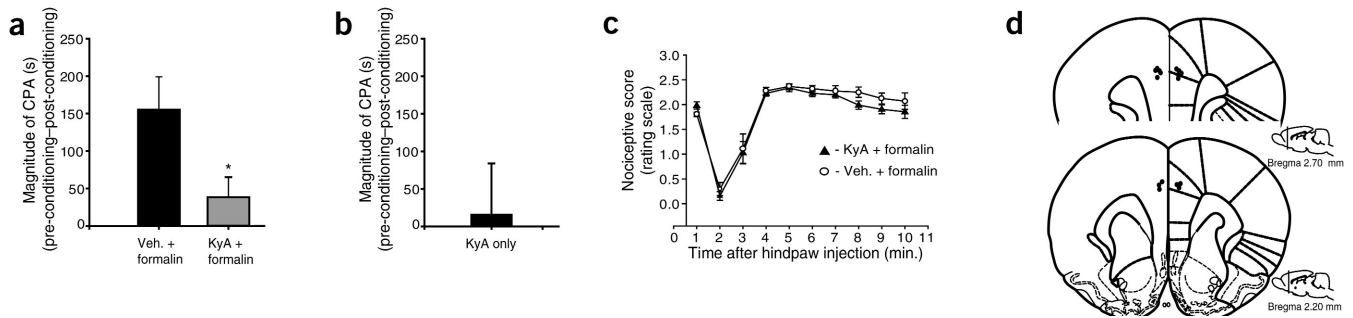 a
Magnitude of CPA (s)
(pre-conditioning–post-conditioning)
250
200
150
100
50
0
*
Veh. +
formalin
KyA +
formalin
b
Magnitude of CPA (s)
(pre-conditioning–post-conditioning)
250
200
150
100
50
0
KyA only
c
Nociceptive score
(rating scale)
3.0
2.5
2.0
1.5
1.0
0.5
0.0
- KyA + formalin
- Veh. + formalin
0 1 2 3 4 5 6 7 8 9 10 11
Time after hindpaw injection (min.)
d
Bregma 2.70 mm
Bregma 2.20 mm